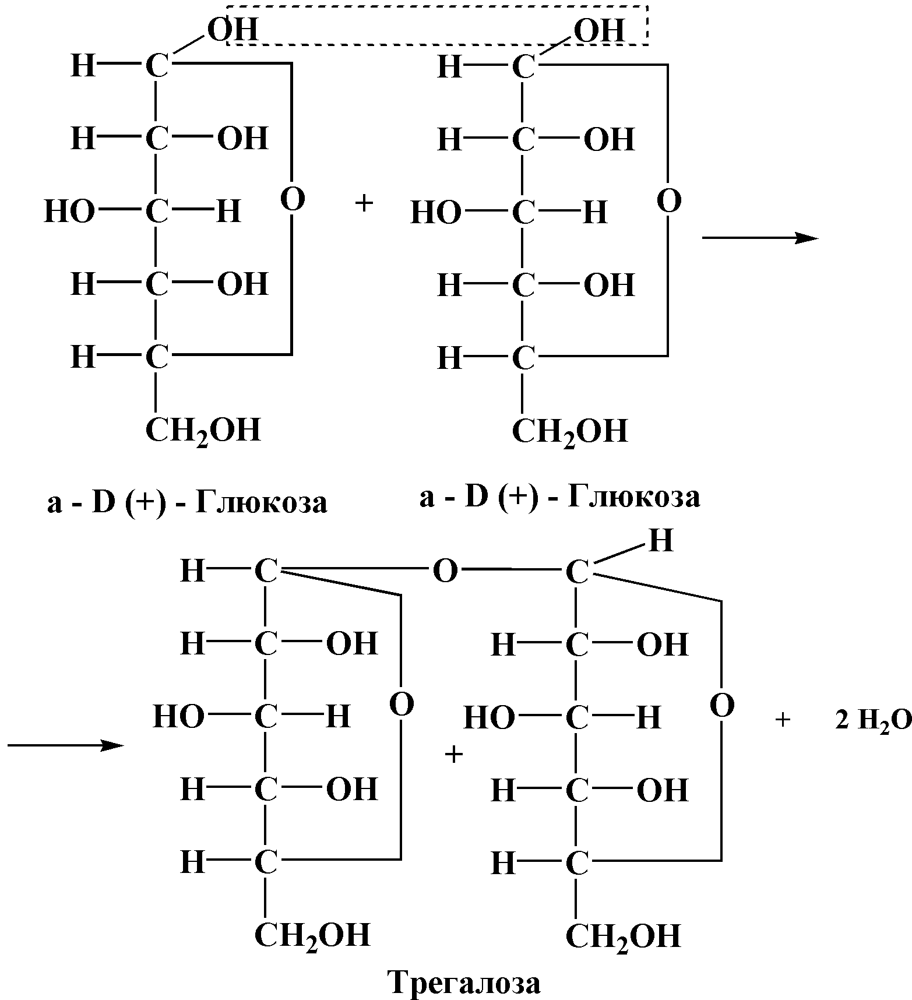 OH OH
H C H C
H C OH H C OH
HO C H O + HO C H O
H C OH H C OH
H C H C
CH2OH CH2OH
a - D (+) - Глюкоза a - D (+) - Глюкоза
H
H C O C
H C OH H C OH
HO C H O + HO C H O + 2 H2O
H C OH H C OH
H C H C
CH2OH CH2OH
Трегалоза